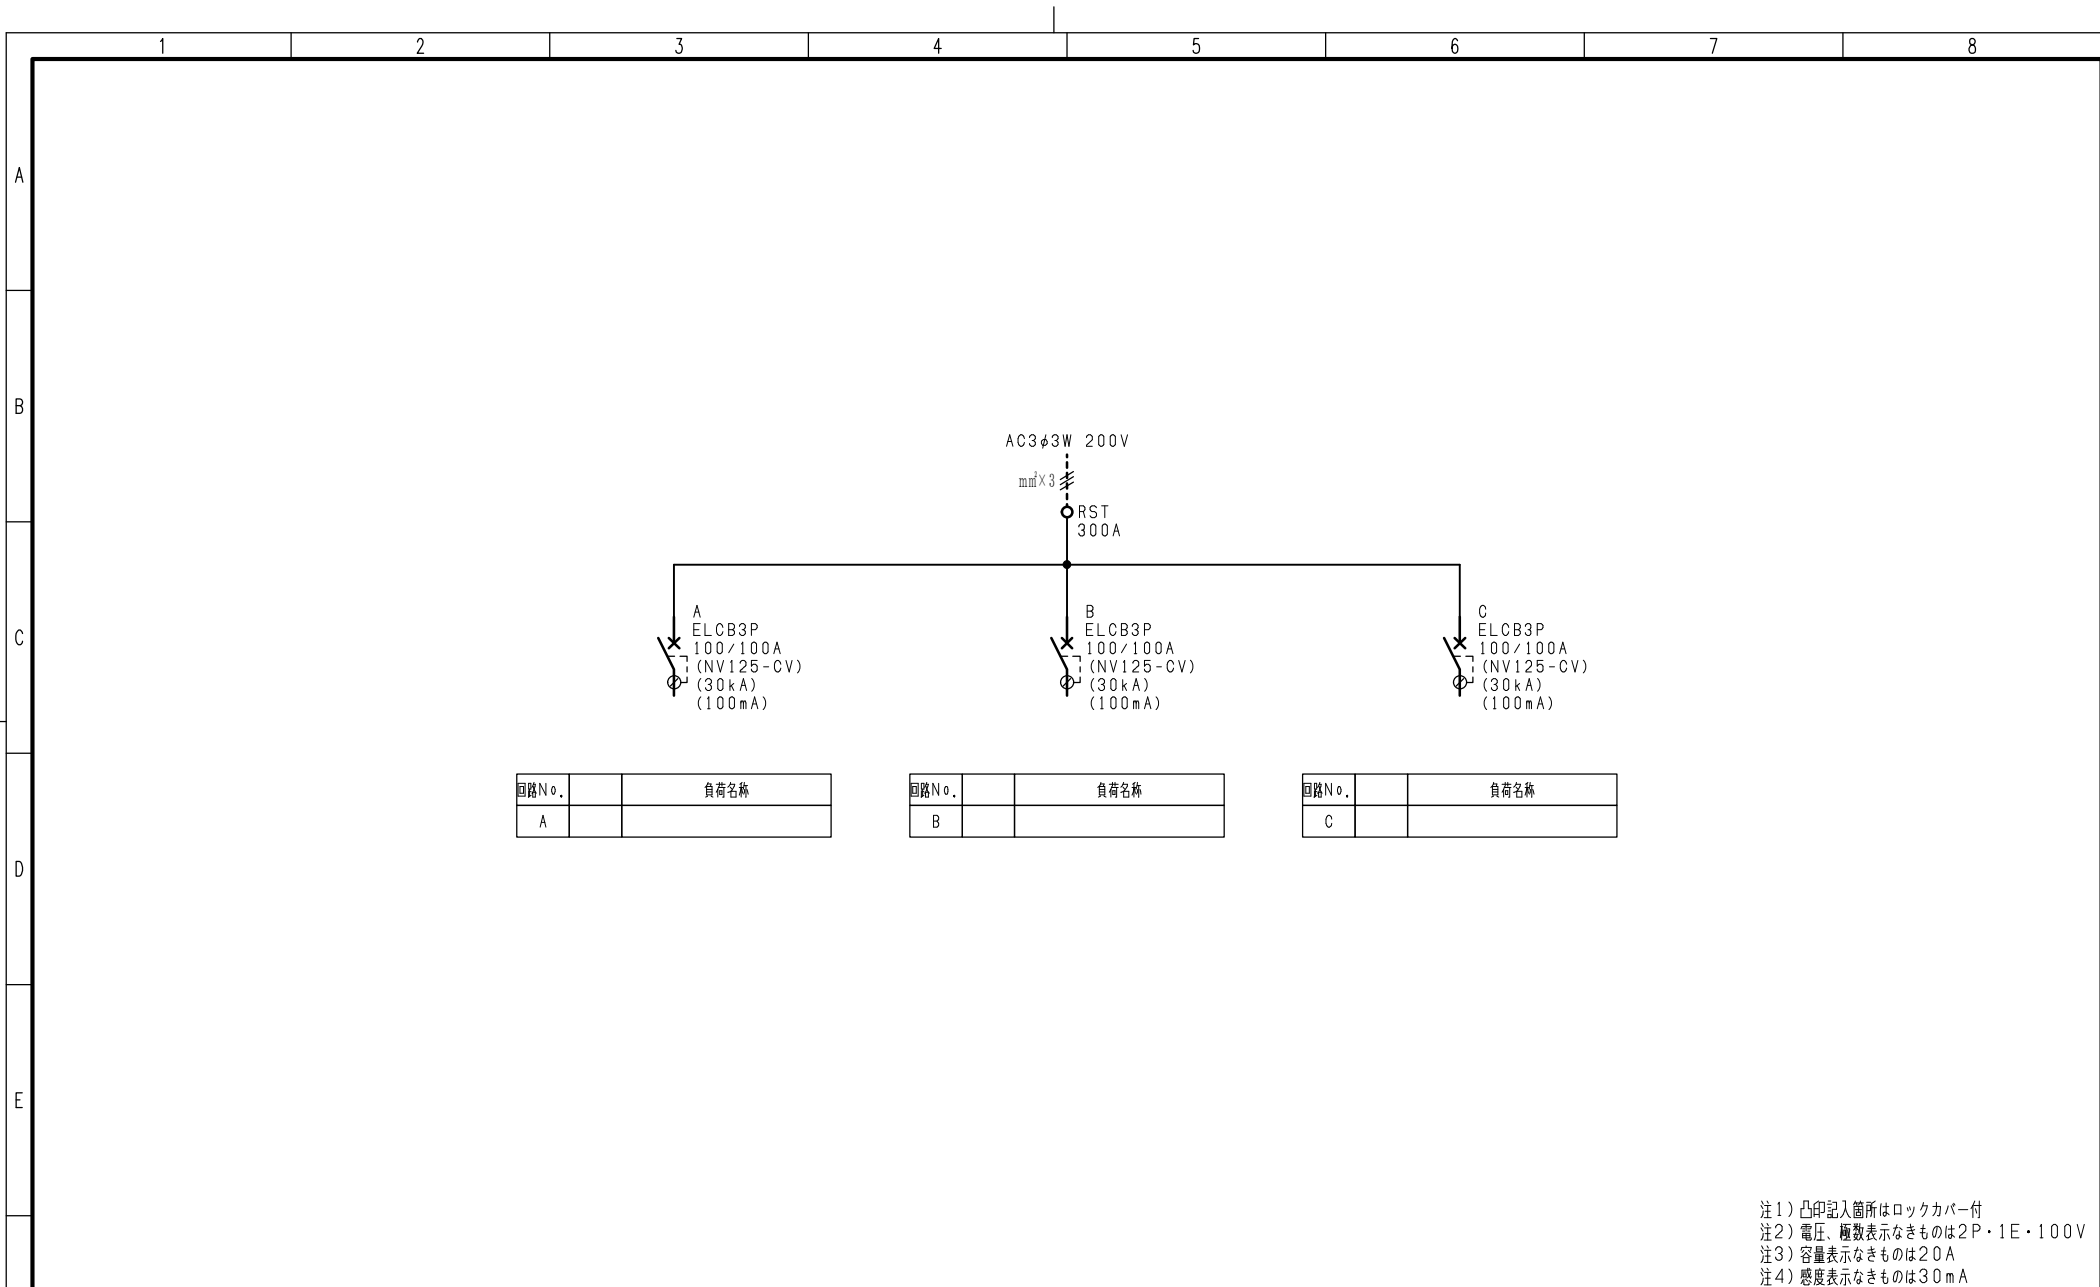 1 2 3 4 5 6 7 8
A
B
AC3φ3W 200V
mm²×3
RST
300A
C
A
ELCB3P
100/100A
(NV125-CV)
(30kA)
(100mA)
B
ELCB3P
100/100A
(NV125-CV)
(30kA)
(100mA)
C
ELCB3P
100/100A
(NV125-CV)
(30kA)
(100mA)
回路No. 負荷名称
A
回路No. 負荷名称
B
回路No. 負荷名称
C
D
E
注1)凸印記入箇所はロックカバー付
注2)電圧、極数表示なきものは2P・1E・100V
注3)容量表示なきものは20A
注4)感度表示なきものは30mA